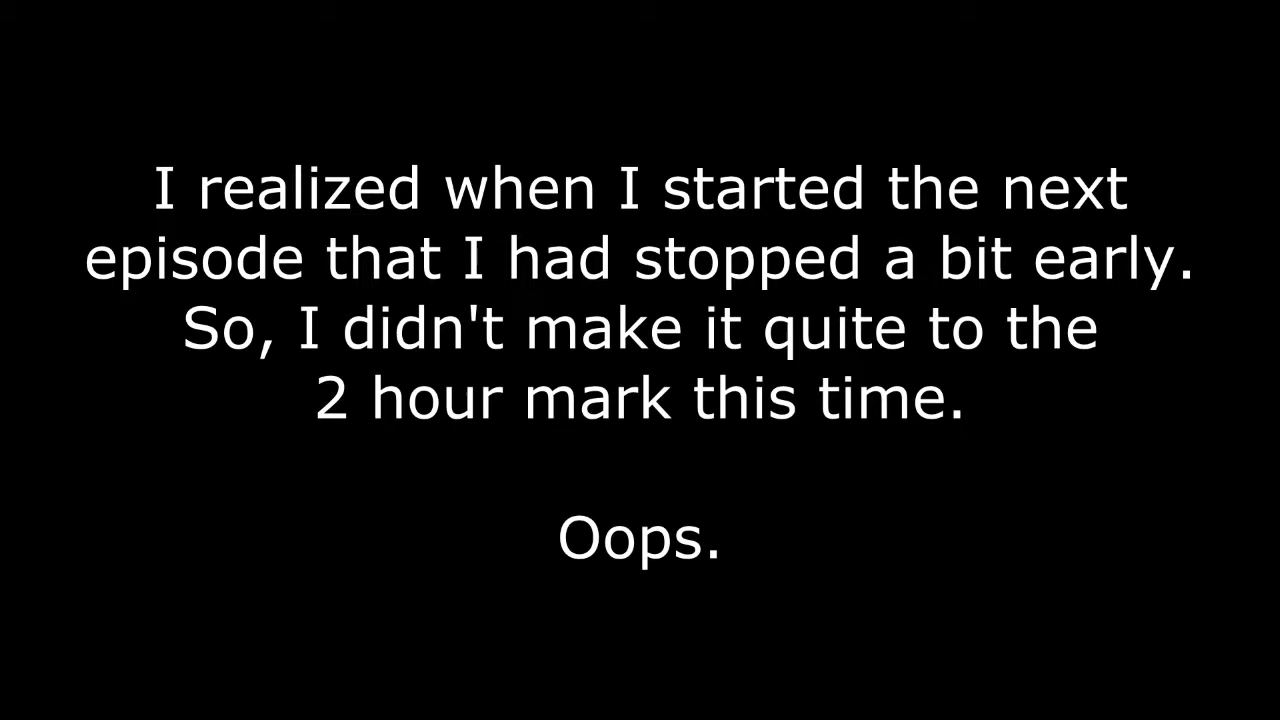 I realized when I started the next
episode that I had stopped a bit early.
So, I didn't make it quite to the
2 hour mark this time.
Oops.